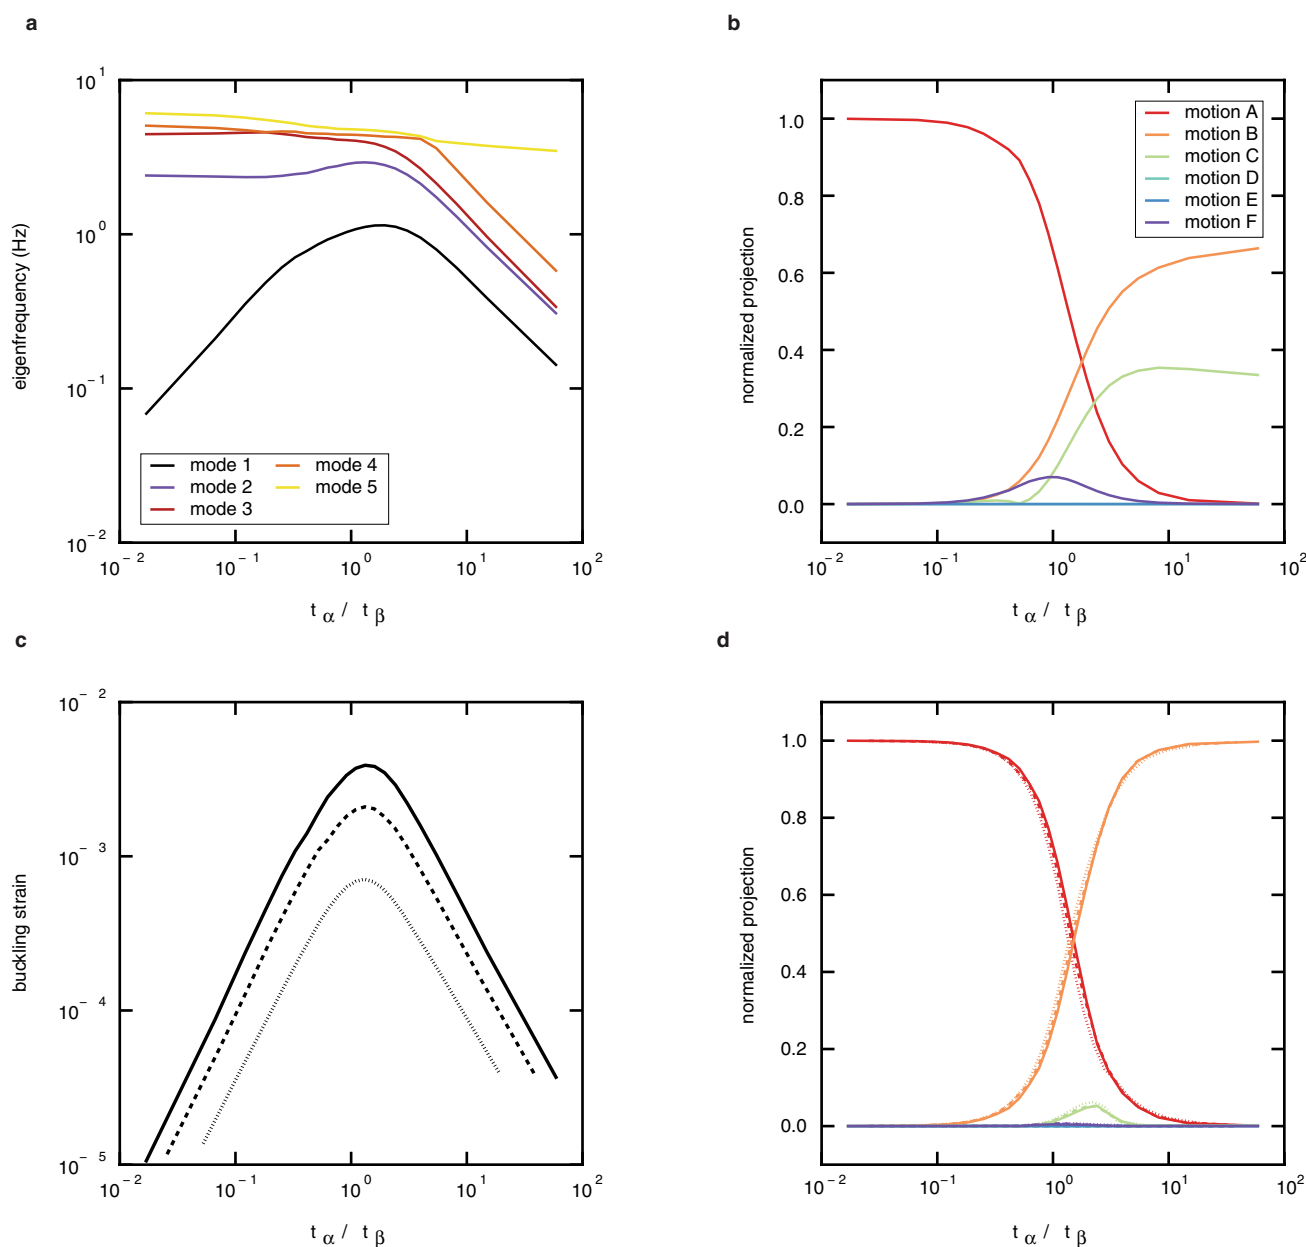 a
10¹
10⁰
10⁻¹
10⁻²
eigenfrequency (Hz)
mode 1
mode 2
mode 3
mode 4
mode 5
10⁻² 10⁻¹ 10⁰ 10¹ 10²
t α / t β
b
1.0
0.8
0.6
0.4
0.2
0.0
normalized projection
motion A
motion B
motion C
motion D
motion E
motion F
10⁻² 10⁻¹ 10⁰ 10¹ 10²
t α / t β
c
10⁻²
10⁻³
10⁻⁴
10⁻⁵
buckling strain
10⁻² 10⁻¹ 10⁰ 10¹ 10²
t α / t β
d
1.0
0.8
0.6
0.4
0.2
0.0
normalized projection
10⁻² 10⁻¹ 10⁰ 10¹ 10²
t α / t β